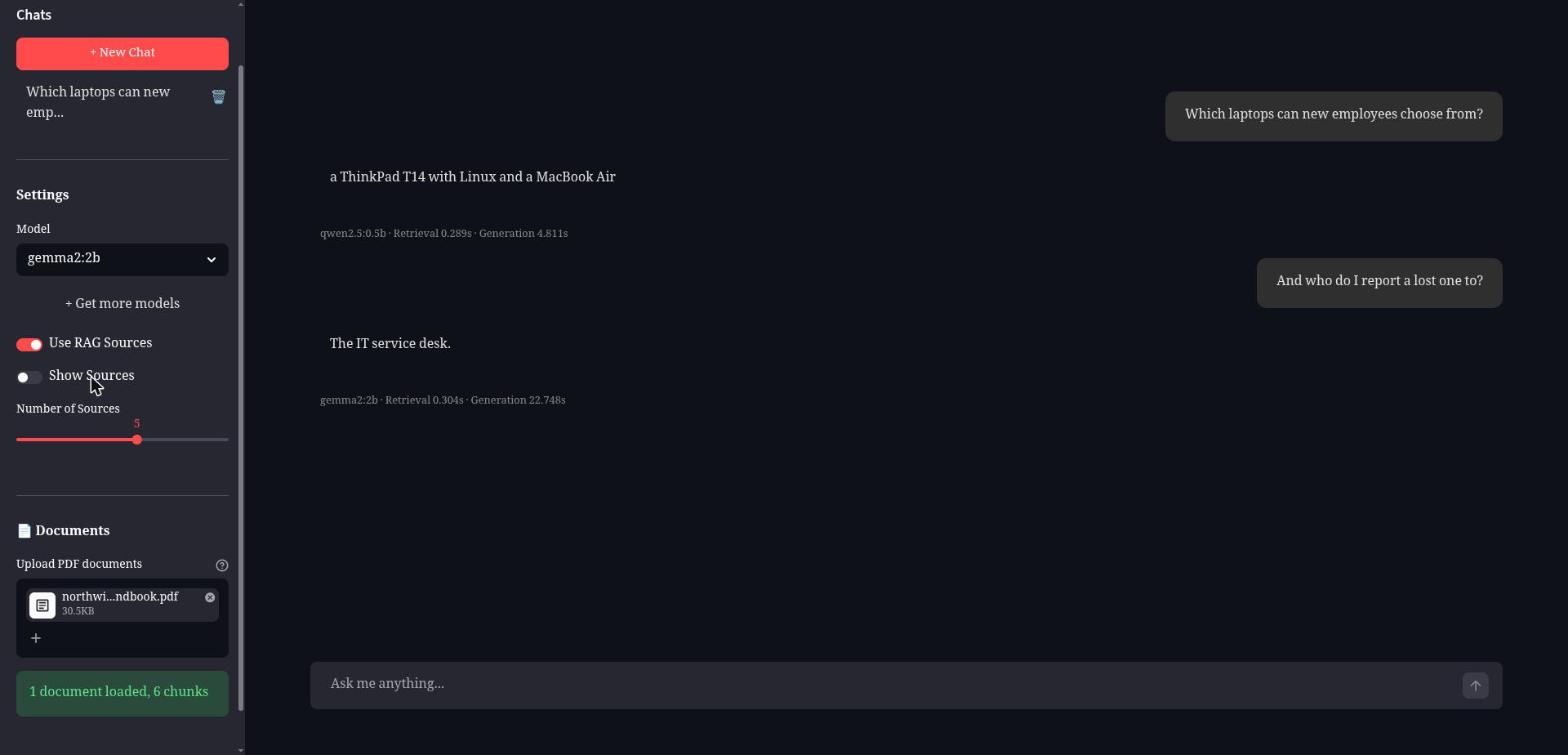 Chats
+ New Chat
Which laptops can new
emp...
Settings
Model
gemma2:2b
+ Get more models
Use RAG Sources
Show Sources
Number of Sources
5
📄 Documents
Upload PDF documents
northwi...ndbook.pdf
30.5KB
+
1 document loaded, 6 chunks
Which laptops can new employees choose from?
a ThinkPad T14 with Linux and a MacBook Air
qwen2.5:0.5b · Retrieval 0.289s · Generation 4.811s
And who do I report a lost one to?
The IT service desk.
gemma2:2b · Retrieval 0.304s · Generation 22.748s
Ask me anything...